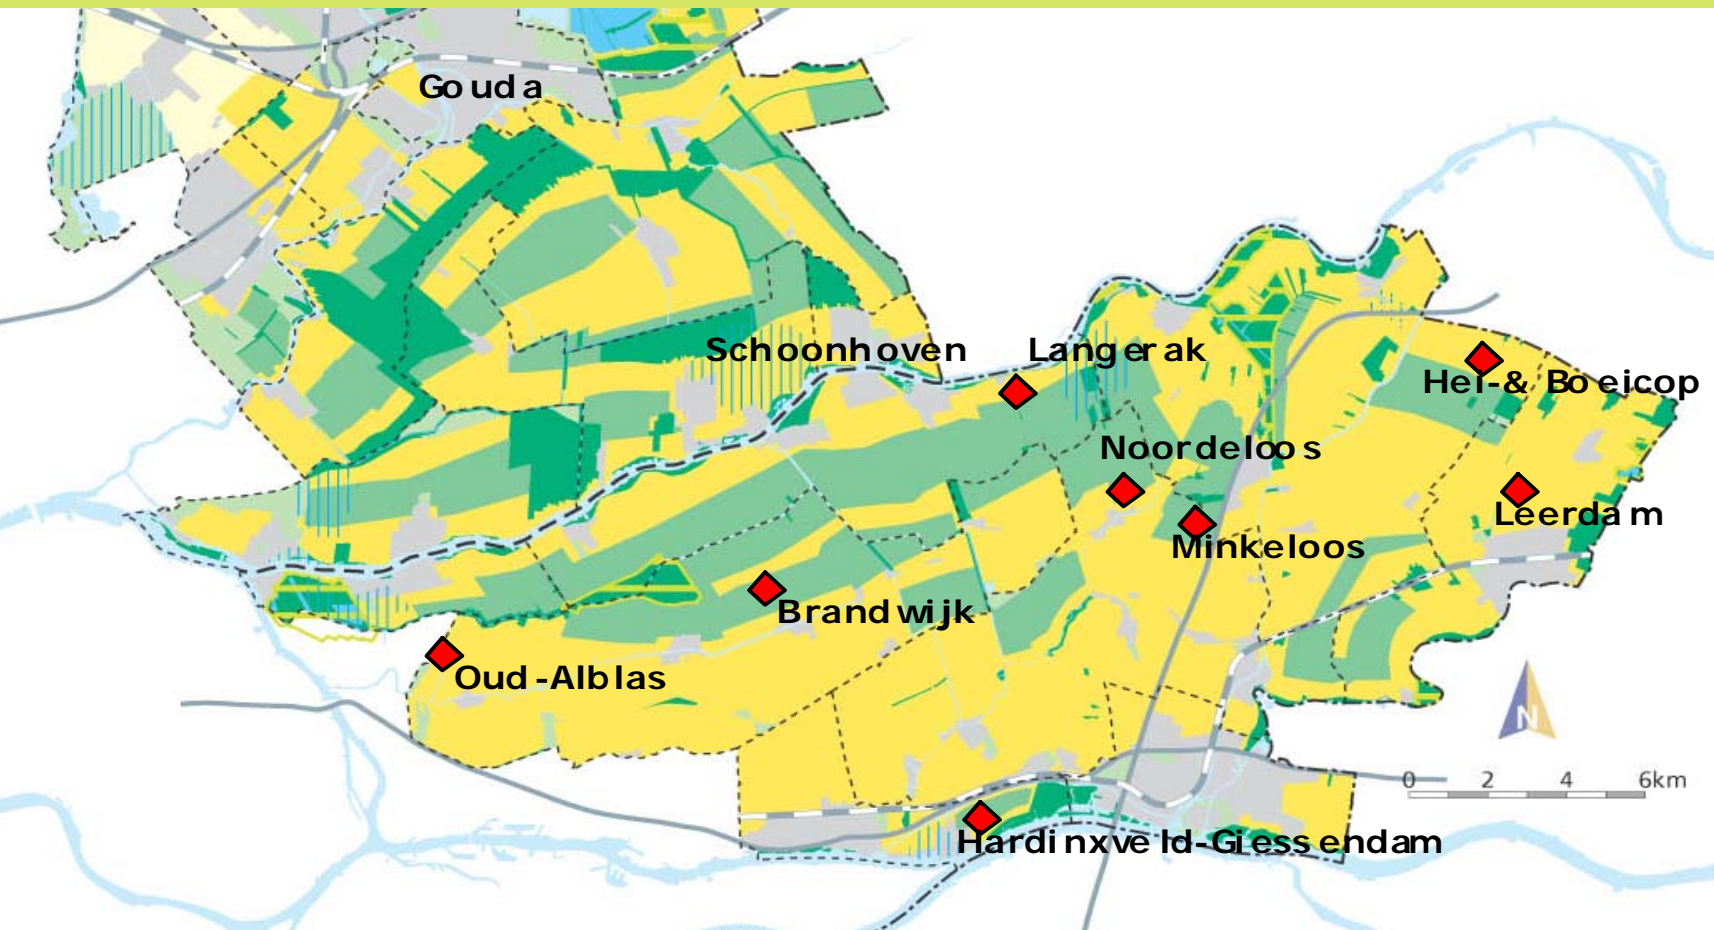 Gouda
Schoonhoven
Langerak
Hei-& Boeicop
Noordeloos
Leerdam
Minkeloos
Brandwijk
Oud-Alblas
N
0 2 4 6km
Hardinxveld-Giessendam